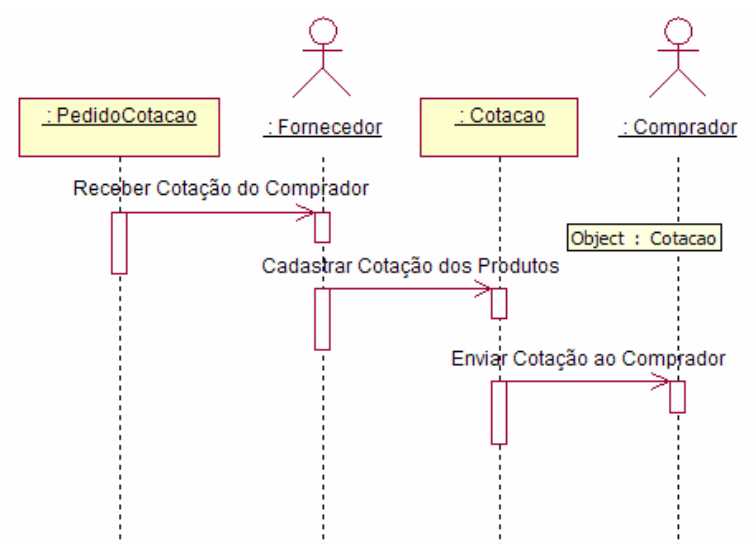 : PedidoCotacao
: Fornecedor
: Cotacao
: Comprador
Receber Cotação do Comprador
Object : Cotacao
Cadastrar Cotação dos Produtos
Enviar Cotação ao Comprador